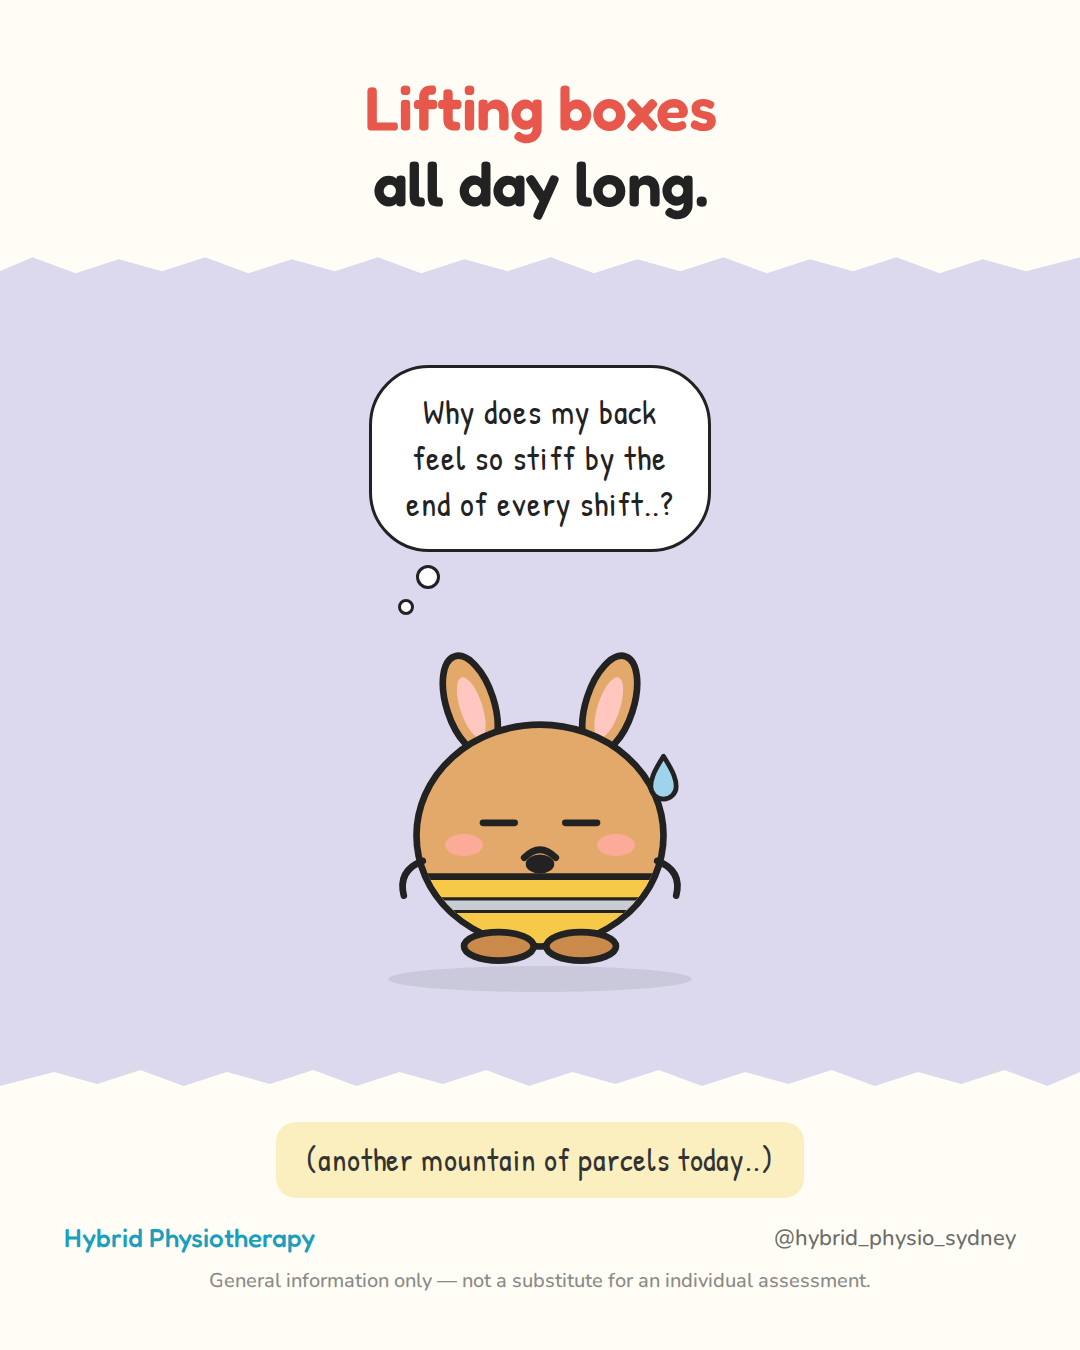 Lifting boxes
all day long.
Why does my back
feel so stiff by the
end of every shift..?
(another mountain of parcels today..)
Hybrid Physiotherapy
@hybrid_physio_sydney
General information only — not a substitute for an individual assessment.